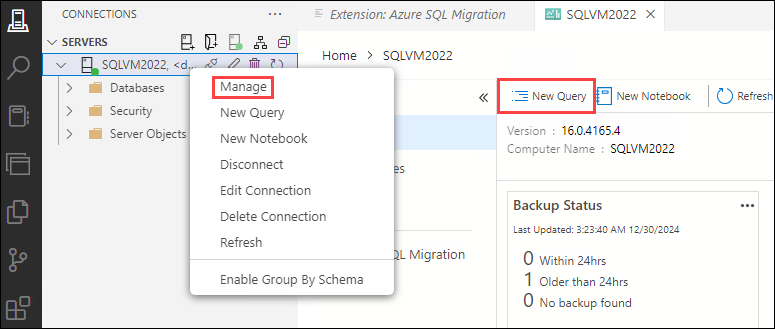 CONNECTIONS
SERVERS
SQLVM2022, <d...
Databases
Security
Server Objects
Manage
New Query
New Notebook
Disconnect
Edit Connection
Delete Connection
Refresh
Enable Group By Schema
Extension: Azure SQL Migration
SQLVM2022
Home
SQLVM2022
New Query
New Notebook
Refresh
Version : 16.0.4165.4
Computer Name : SQLVM2022
Migration
Backup Status
Last Updated: 3:23:40 AM 12/30/2024
0 Within 24hrs
1 Older than 24hrs
0 No backup found